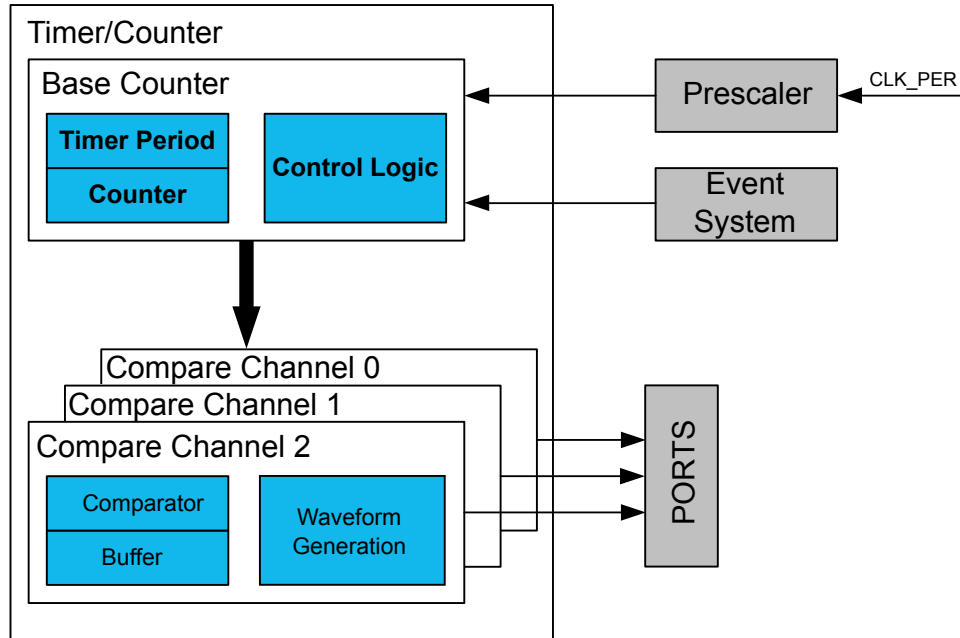 Timer/Counter
Base Counter
Timer Period
Counter
Control Logic
Prescaler
CLK_PER
Event
System
Compare Channel 0
Compare Channel 1
Compare Channel 2
Comparator
Buffer
Waveform
Generation
PORTS